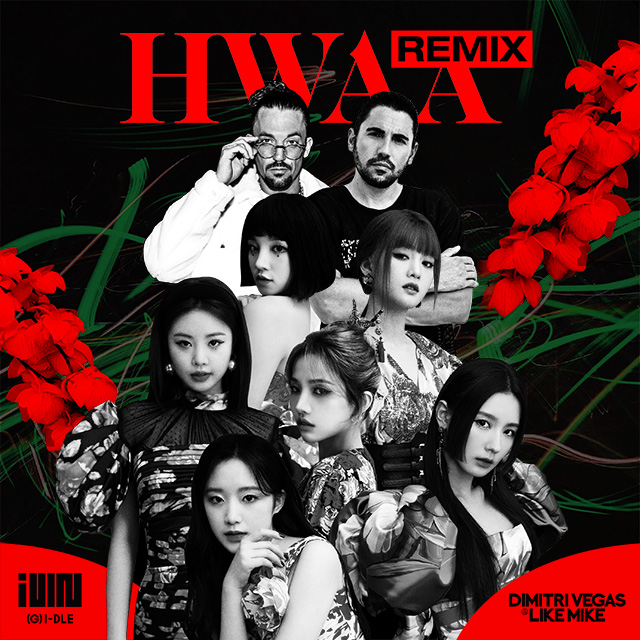 HWAA
REMIX
(G)I-DLE
DIMITRI VEGAS
& LIKE MIKE